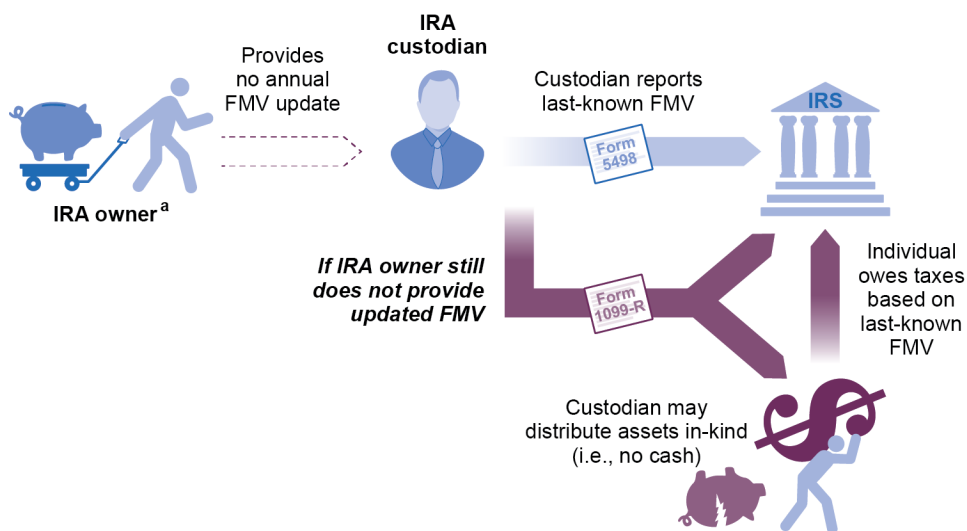 Provides
no annual
FMV update
IRA
custodian
Custodian reports
last-known FMV
IRS
Form
5498
IRA owner a
If IRA owner still
does not provide
updated FMV
Form
1099-R
Individual
owes taxes
based on
last-known
FMV
Custodian may
distribute assets in-kind
(i.e., no cash)
$